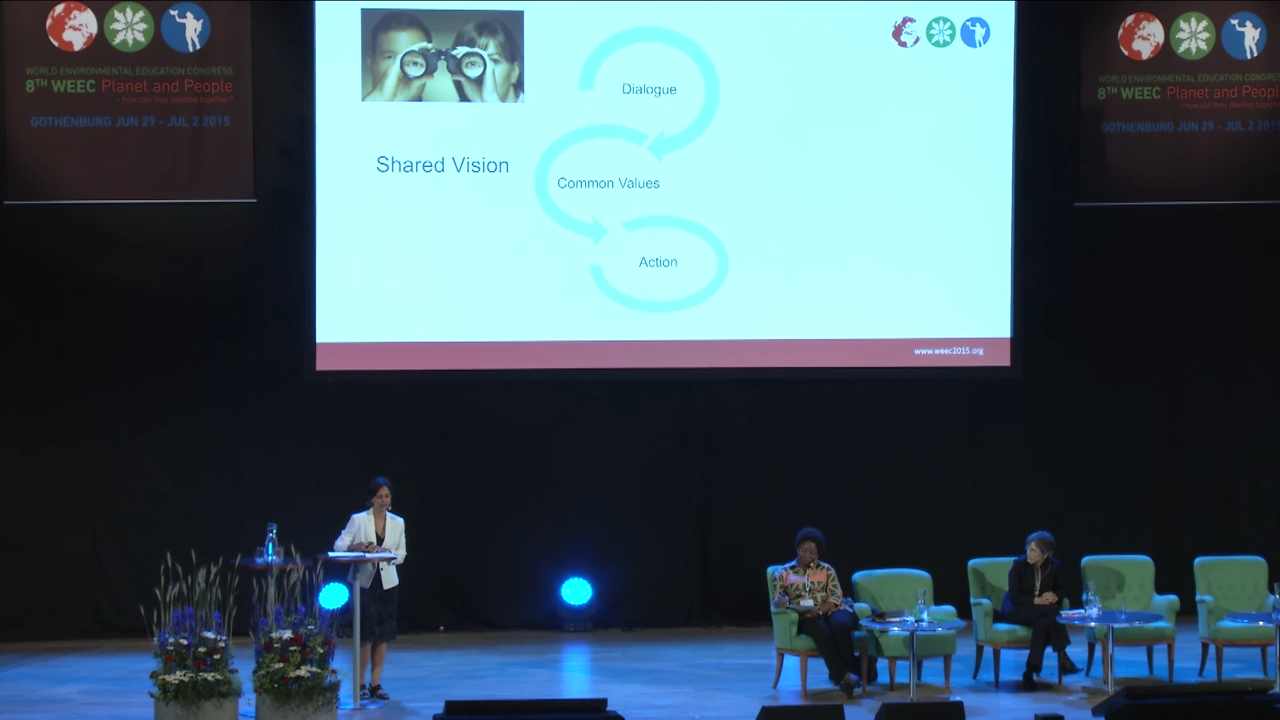 WORLD ENVIRONMENTAL EDUCATION CONGRESS
8TH WEEC Planet and People
- how can they develop together?
GOTHENBURG JUN 29 - JUL 2 2015
Dialogue
Shared Vision
Common Values
Action
www.weec2015.org
WORLD ENVIRONMENTAL EDUCATION CONGRESS
8TH WEEC Planet and Peopl
- how can they develop together
GOTHENBURG JUN 29 - JUL 2 201